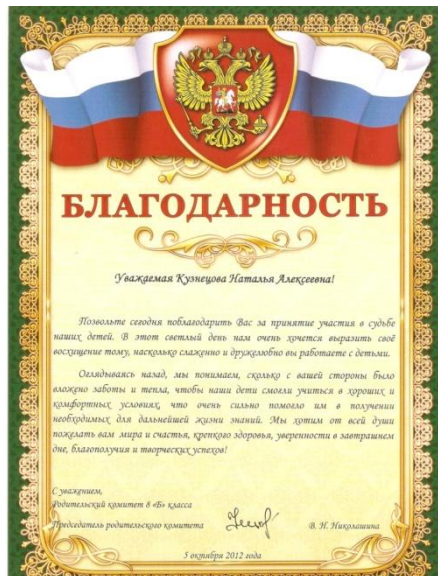 БЛАГОДАРНОСТЬ
Уважаемая Кузнецова Наталья Алексеевна!
Позвольте сегодня поблагодарить Вас за принятие участия в судьбе
наших детей. В этот светлый день нам очень хочется выразить своё
восхищение тому, насколько слаженно и дружелюбно вы работаете с детьми.
Оглядываясь назад, мы понимаем, сколько с вашей стороны было
вложено заботы и тепла, чтобы наши дети смогли учиться в хороших и
комфортных условиях, что очень сильно помогло им в получении
необходимых для дальнейшей жизни знаний. Мы хотим от всей души
пожелать вам мира и счастья, крепкого здоровья, уверенности в завтрашнем
дне, благополучия и творческих успехов!
С уважением,
Родительский комитет 8 «Б» класса
Председатель родительского комитета В. Н. Николашина
5 октября 2012 года